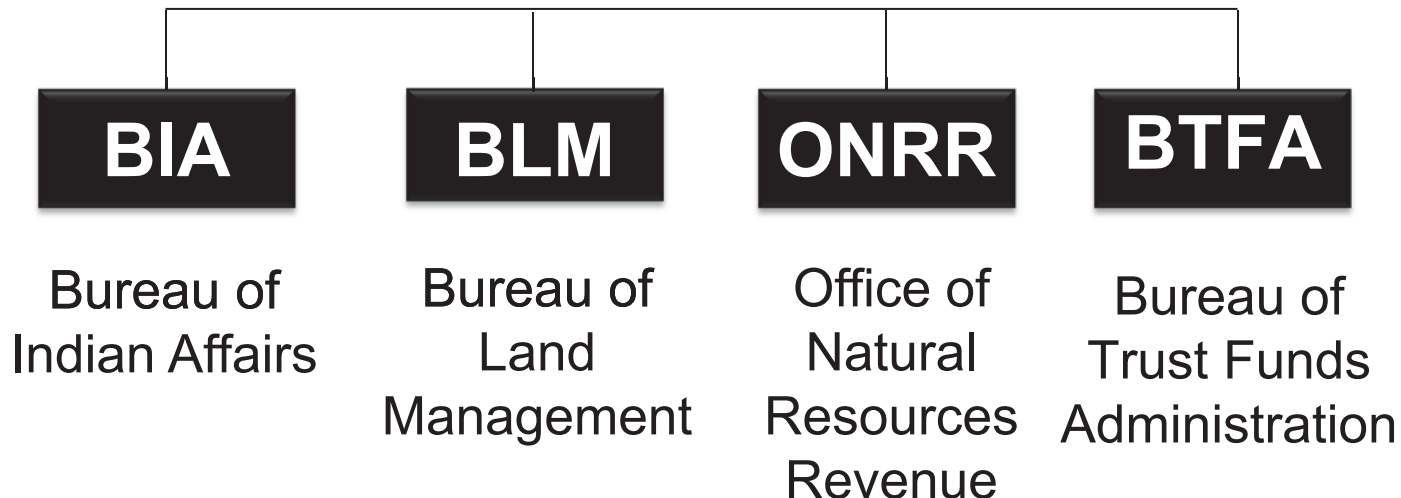 BIA
BLM
ONRR
BTFA
Bureau of
Indian Affairs
Bureau of
Land
Management
Office of
Natural
Resources
Revenue
Bureau of
Trust Funds
Administration